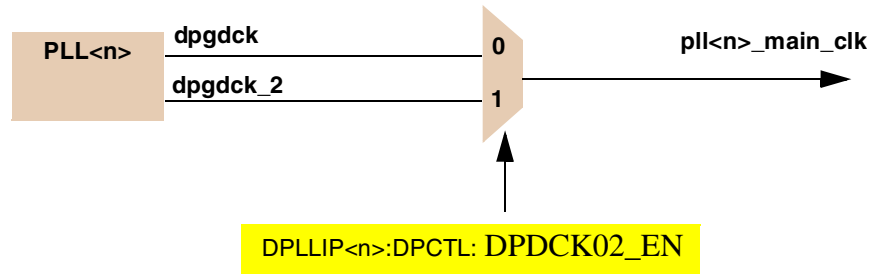 PLL<n>
dpgdck
dpgdck_2
0
1
pll<n>_main_clk
DPLLIP<n>:DPCTL: DPDCK02_EN